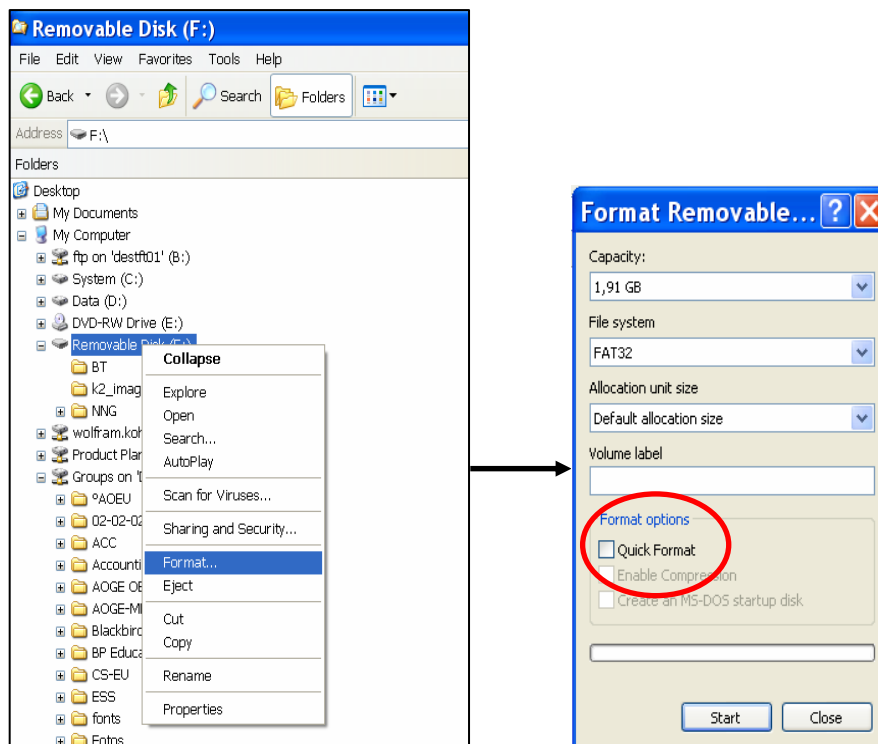 Removable Disk (F:)
File Edit View Favorites Tools Help
Back Search Folders
Address F:\
Folders
Desktop
My Documents
My Computer
ftp on 'destft01' (B:)
System (C:)
Data (D:)
DVD-RW Drive (E:)
Removable Disk (F:)
BT
k2_imag
NNG
wolfram.koh
Product Plan
Groups on
ºAOEU
02-02-02
ACC
Accounti
AOGE OE
AOGE-MI
Blackbird
BP Educa
CS-EU
ESS
fonts
Fotos
Collapse
Explore
Open
Search...
AutoPlay
Scan for Viruses...
Sharing and Security...
Format...
Eject
Cut
Copy
Rename
Properties
Format Removable...
Capacity:
1,91 GB
File system
FAT32
Allocation unit size
Default allocation size
Volume label
Format options
Quick Format
Enable Compression
Create an MS-DOS startup disk
Start Close